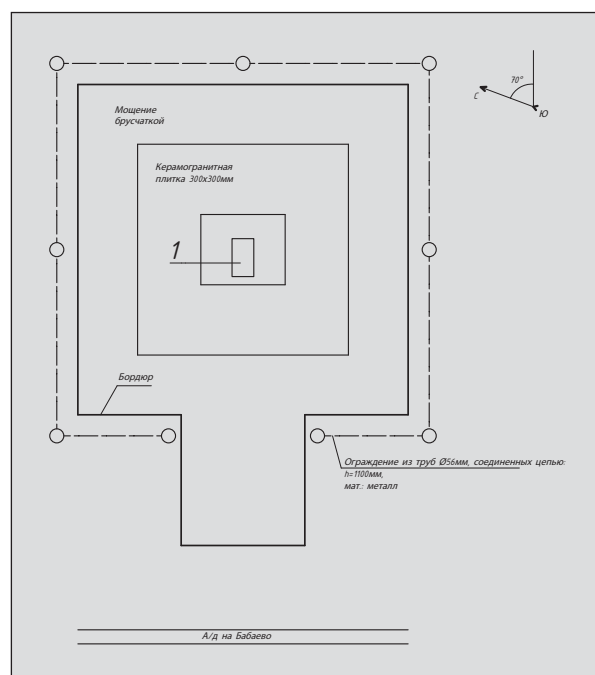 Мощение
брусчаткой
70°
С
Ю
Керамогранитная
плитка 300х300мм
1
Бордюр
Ограждение из труб Ø56мм, соединенных цепью:
h=1100мм,
мат.: металл
А/д на Бабаево